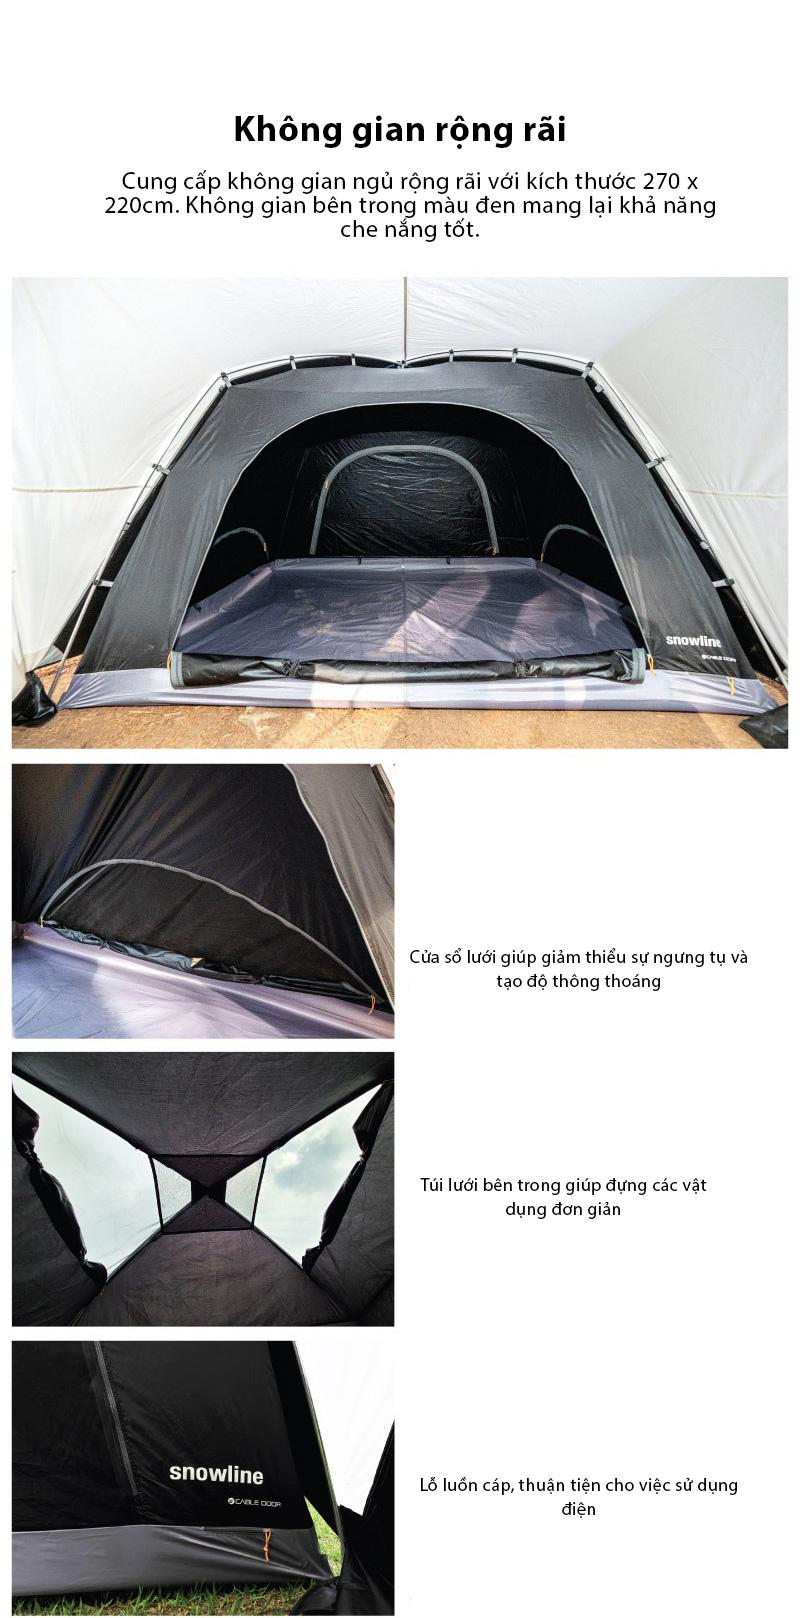 Không gian rộng rãi
Cung cấp không gian ngủ rộng rãi với kích thước 270 x
220cm. Không gian bên trong màu đen mang lại khả năng
che nắng tốt.
snowline
CABLE DOOR
Cửa sổ lưới giúp giảm thiểu sự ngưng tụ và
tạo độ thông thoáng
Túi lưới bên trong giúp đựng các vật
dụng đơn giản
snowline
CABLE DOOR
Lỗ luồn cáp, thuận tiện cho việc sử dụng
điện